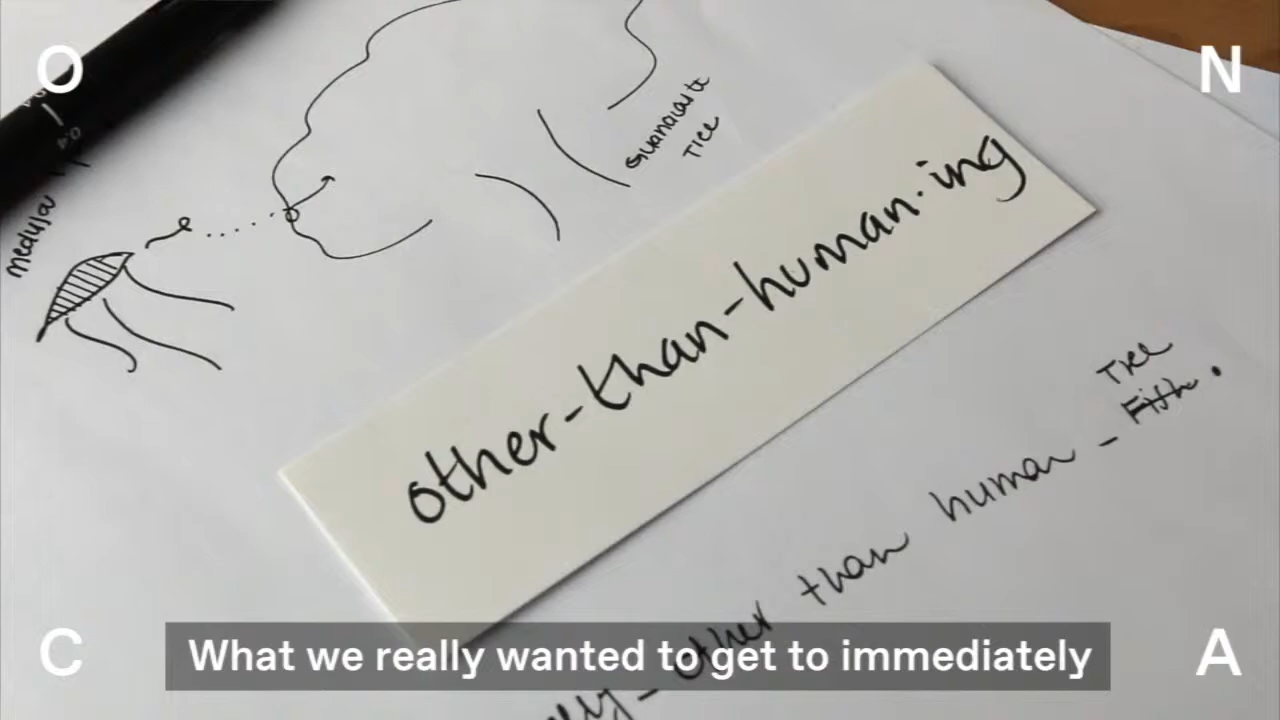 O
N
Guanacaste
Tree
medusa
other-than-human.ing
Tree
Fish.
other than human -
C
A
What we really wanted to get to immediately